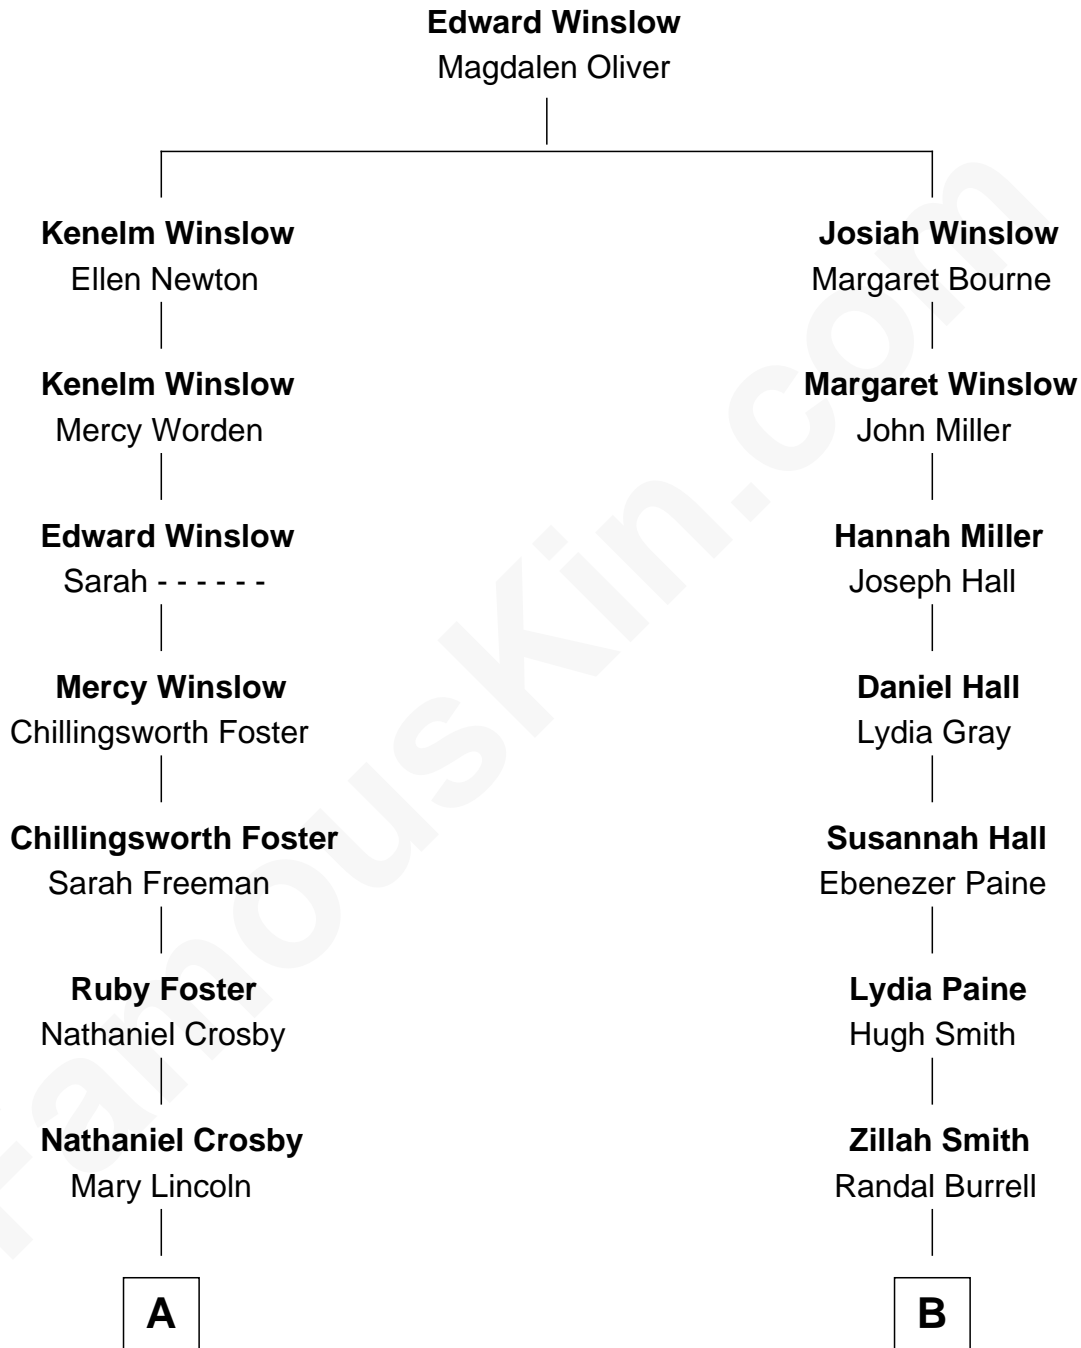 Edward Winslow
Magdalen Oliver
Kenelm Winslow
Ellen Newton
Josiah Winslow
Margaret Bourne
Kenelm Winslow
Mercy Worden
Margaret Winslow
John Miller
Edward Winslow
Sarah - - - - - -
Hannah Miller
Joseph Hall
Mercy Winslow
Chillingsworth Foster
Daniel Hall
Lydia Gray
Chillingsworth Foster
Sarah Freeman
Susannah Hall
Ebenezer Paine
Ruby Foster
Nathaniel Crosby
Lydia Paine
Hugh Smith
Nathaniel Crosby
Mary Lincoln
Zillah Smith
Randal Burrell
A
B
FamousKin.com